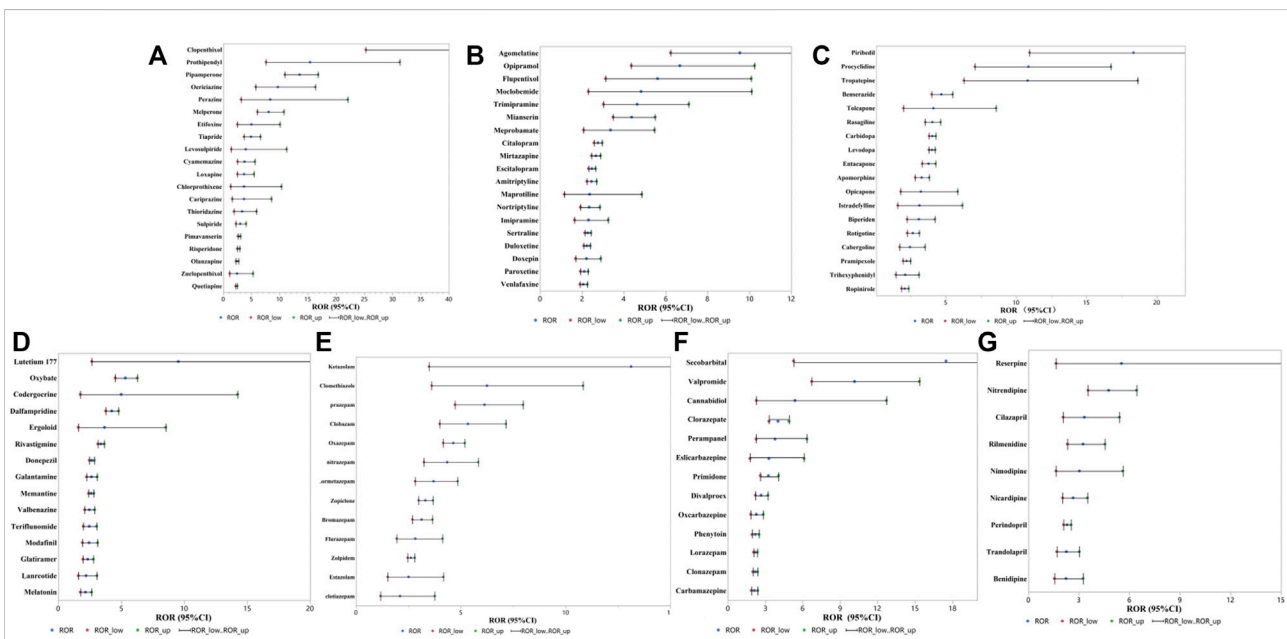 A
Clopenthixol
Prothipendyl
Pipamperone
Oericiazine
Perazine
Melperone
Etifoxine
Tiapride
Levosulpiride
Cyamemazine
Loxapine
Chlorprothixene
Cariprazine
Thioridazine
Sulpiride
Pimavanserin
Risperidone
Olanzapine
Zuclopenthixol
Quetiapine
0 5 10 15 20 25 30 35 40
ROR (95%CI)
ROR ROR_low ROR_up ROR_low..ROR_up
B
Agomelatine
Opipramol
Flupentixol
Moclobemide
Trimipramine
Mianserin
Meprobamate
Citalopram
Mirtazapine
Escitalopram
Amitriptyline
Maprotiline
Nortriptyline
Imipramine
Sertraline
Duloxetine
Doxepin
Paroxetine
Venlafaxine
0 2 4 6 8 10 12
ROR (95%CI)
ROR ROR_low ROR_up ROR_low..ROR_up
C
Piribedil
Procyclidine
Tropatepine
Benserazide
Tolcapone
Rasagiline
Carbidopa
Levodopa
Entacapone
Apomorphine
Opicapone
Istradefylline
Biperiden
Rotigotine
Cabergoline
Pramipexole
Trihexyphenidyl
Ropinirole
5 10 15 20
ROR (95%CI)
ROR ROR_low ROR_up ROR_low..ROR_up
D
Lutetium 177
Oxybate
Codergocrine
Dalfampridine
Ergoloid
Rivastigmine
Donepezil
Galantamine
Memantine
Valbenazine
Teriflunomide
Modafinil
Glatiramer
Lanreotide
Melatonin
0 5 10 15 20
ROR (95%CI)
ROR ROR_low ROR_up ROR_low..ROR_up
E
Ketazolam
Clomethiazole
prazepam
Clobazam
Oxazepam
nitrazepam
.ormetazepam
Zopiclone
Bromazepam
Flurazepam
Zolpidem
Estazolam
clotiazepam
5 10 1
ROR (95%CI)
ROR ROR_low ROR_up ROR_low..ROR_up
F
Secobarbital
Valpromide
Cannabidiol
Clorazepate
Perampanel
Eslicarbazepine
Primidone
Divalproex
Oxcarbazepine
Phenytoin
Lorazepam
Clonazepam
Carbamazepine
0 3 6 9 12 15 18
ROR (95%CI)
ROR ROR_low ROR_up ROR_low..ROR_up
G
Reserpine
Nitrendipine
Cilazapril
Rilmenidine
Nimodipine
Nicardipine
Perindopril
Trandolapril
Benidipine
0 3 6 9 12 15
ROR (95%CI)
ROR ROR_low ROR_up ROR_low..ROR_up